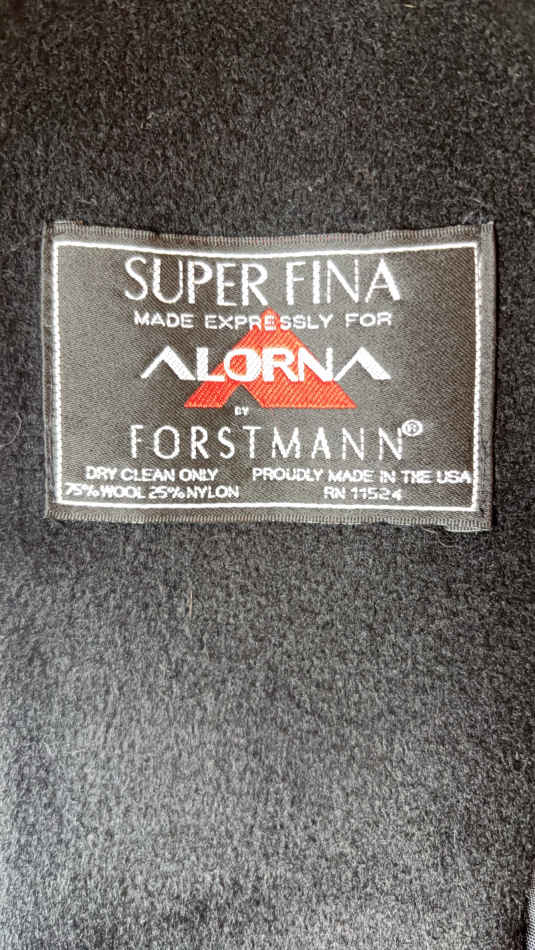 SUPER FINA
MADE EXPRESSLY FOR
ALORNA
BY
FORSTMANN®
DRY CLEAN ONLY PROUDLY MADE IN THE USA
75% WOOL 25% NYLON RN 11524